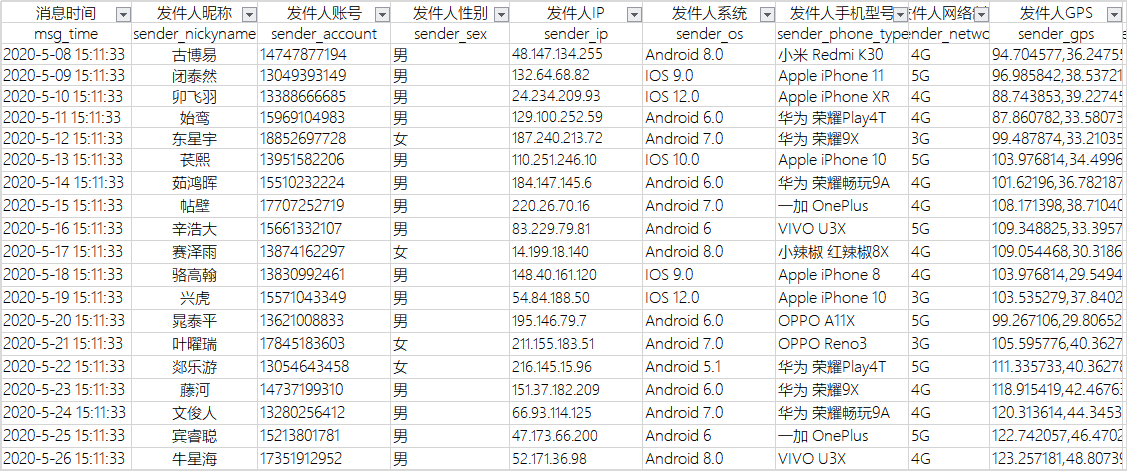 消息时间 发件人昵称 发件人账号 发件人性别 发件人IP 发件人系统 发件人手机型号 发件人网络 发件人GPS
msg_time sender_nickyname sender_account sender_sex sender_ip sender_os sender_phone_type ender_netwo sender_gps
2020-5-08 15:11:33 古博易 14747877194 男 48.147.134.255 Android 8.0 小米 Redmi K30 4G 94.704577,36.24755
2020-5-09 15:11:33 闭泰然 13049393149 男 132.64.68.82 IOS 9.0 Apple iPhone 11 5G 96.985842,38.53721
2020-5-10 15:11:33 卯飞羽 13388666685 男 24.234.209.93 IOS 12.0 Apple iPhone XR 4G 88.743853,39.22745
2020-5-11 15:11:33 始鸾 15969104983 男 129.100.252.59 Android 6.0 华为 荣耀Play4T 4G 87.860782,33.58073
2020-5-12 15:11:33 东星宇 18852697728 女 187.240.213.72 Android 7.0 华为 荣耀9X 3G 99.487874,33.21035
2020-5-13 15:11:33 苌熙 13951582206 男 110.251.246.10 IOS 10.0 Apple iPhone 10 5G 103.976814,34.4996
2020-5-14 15:11:33 茹鸿晖 15510232224 男 184.147.145.6 Android 6.0 华为 荣耀畅玩9A 4G 101.62196,36.782187
2020-5-15 15:11:33 帖壁 17707252719 男 220.26.70.16 Android 7.0 一加 OnePlus 4G 108.171398,38.71040
2020-5-16 15:11:33 辛浩大 15661332107 男 83.229.79.81 Android 6 VIVO U3X 5G 109.348825,33.3957
2020-5-17 15:11:33 赛泽雨 13874162297 女 14.199.18.140 Android 8.0 小辣椒 红辣椒8X 4G 109.054468,30.3186
2020-5-18 15:11:33 骆高翰 13830992461 男 148.40.161.120 IOS 9.0 Apple iPhone 8 4G 103.976814,29.5494
2020-5-19 15:11:33 兴虎 15571043349 男 54.84.188.50 IOS 12.0 Apple iPhone 10 3G 103.535279,37.8402
2020-5-20 15:11:33 晁泰平 13621008833 男 195.146.79.7 Android 6.0 OPPO A11X 5G 99.267106,29.80652
2020-5-21 15:11:33 叶曜瑞 17845183603 女 211.155.183.51 Android 7.0 OPPO Reno3 3G 105.595776,40.3627
2020-5-22 15:11:33 郯乐游 13054643458 女 216.145.15.96 Android 5.1 华为 荣耀Play4T 5G 111.335733,40.36278
2020-5-23 15:11:33 藤河 14737199310 男 151.37.182.209 Android 6.0 华为 荣耀9X 4G 118.915419,42.46763
2020-5-24 15:11:33 文俊人 13280256412 男 66.93.114.125 Android 7.0 华为 荣耀畅玩9A 4G 120.313614,44.3453
2020-5-25 15:11:33 宾睿聪 15213801781 男 47.173.66.200 Android 6 一加 OnePlus 5G 122.742057,46.4702
2020-5-26 15:11:33 牛星海 17351912952 男 52.171.36.98 Android 8.0 VIVO U3X 4G 123.257181,48.80739